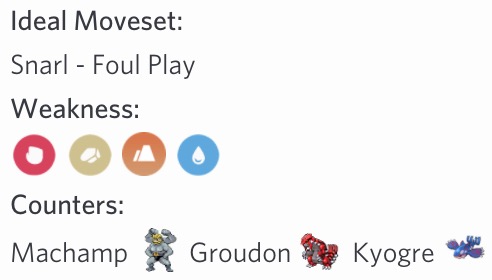 Ideal Moveset:
Snarl - Foul Play
Weakness:
Counters:
Machamp Groudon Kyogre